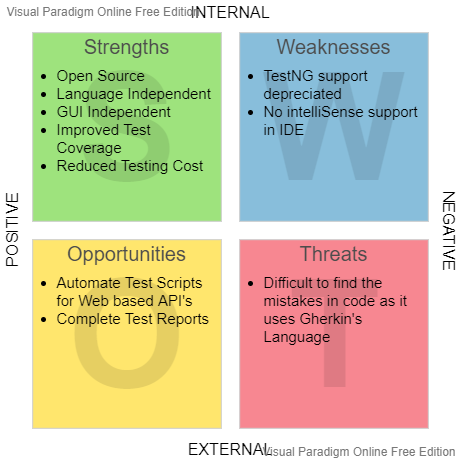 Visual Paradigm Online Free Edition
INTERNAL
Strengths
• Open Source
• Language Independent
• GUI Independent
• Improved Test
Coverage
• Reduced Testing Cost
S
Weaknesses
• TestNG support
depreciated
• No intelliSense support
in IDE
W
POSITIVE
NEGATIVE
Opportunities
• Automate Test Scripts
for Web based API's
• Complete Test Reports
O
Threats
• Difficult to find the
mistakes in code as it
uses Gherkin's
Language
T
EXTERNAL
Visual Paradigm Online Free Edition